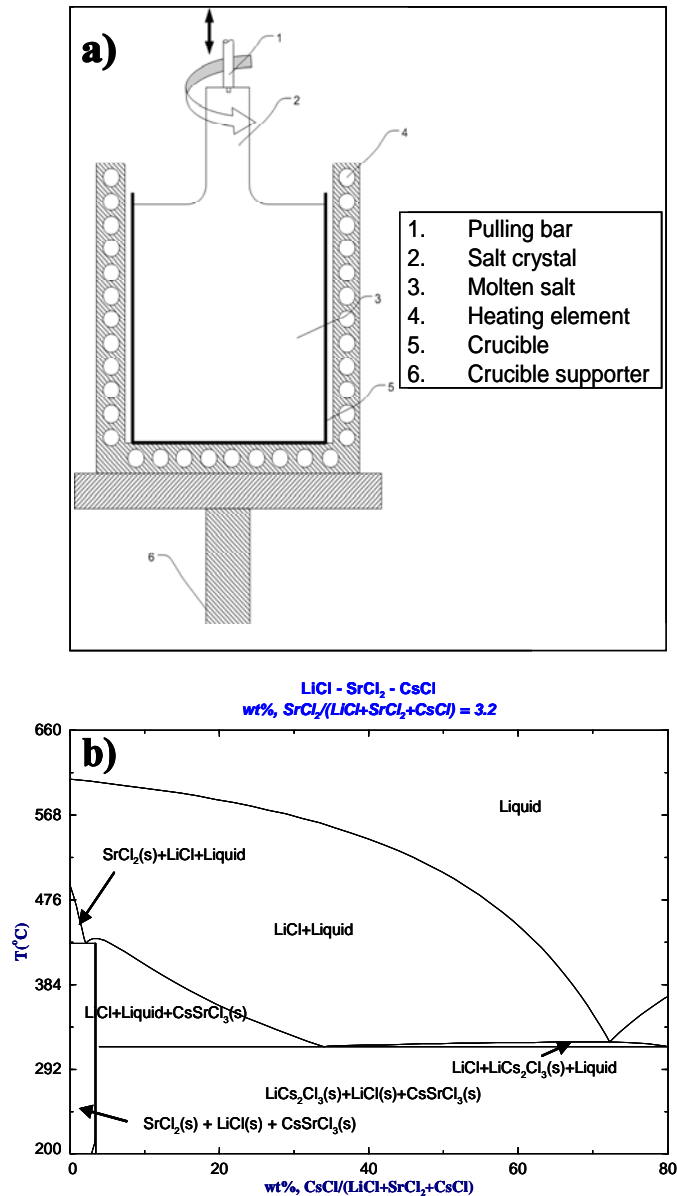 a)
1
2
4
3
5
6
1. Pulling bar
2. Salt crystal
3. Molten salt
4. Heating element
5. Crucible
6. Crucible supporter
LiCl - SrCl₂ - CsCl
wt%, SrCl₂/(LiCl+SrCl₂+CsCl) = 3.2
b)
660
568
476
384
292
200
T(°C)
Liquid
SrCl₂(s)+LiCl+Liquid
LiCl+Liquid
LiCl+Liquid+CsSrCl₃(s)
LiCl+LiCs₂Cl₃(s)+Liquid
LiCs₂Cl₃(s)+LiCl(s)+CsSrCl₃(s)
SrCl₂(s) + LiCl(s) + CsSrCl₃(s)
0 20 40 60 80
wt%, CsCl/(LiCl+SrCl₂+CsCl)